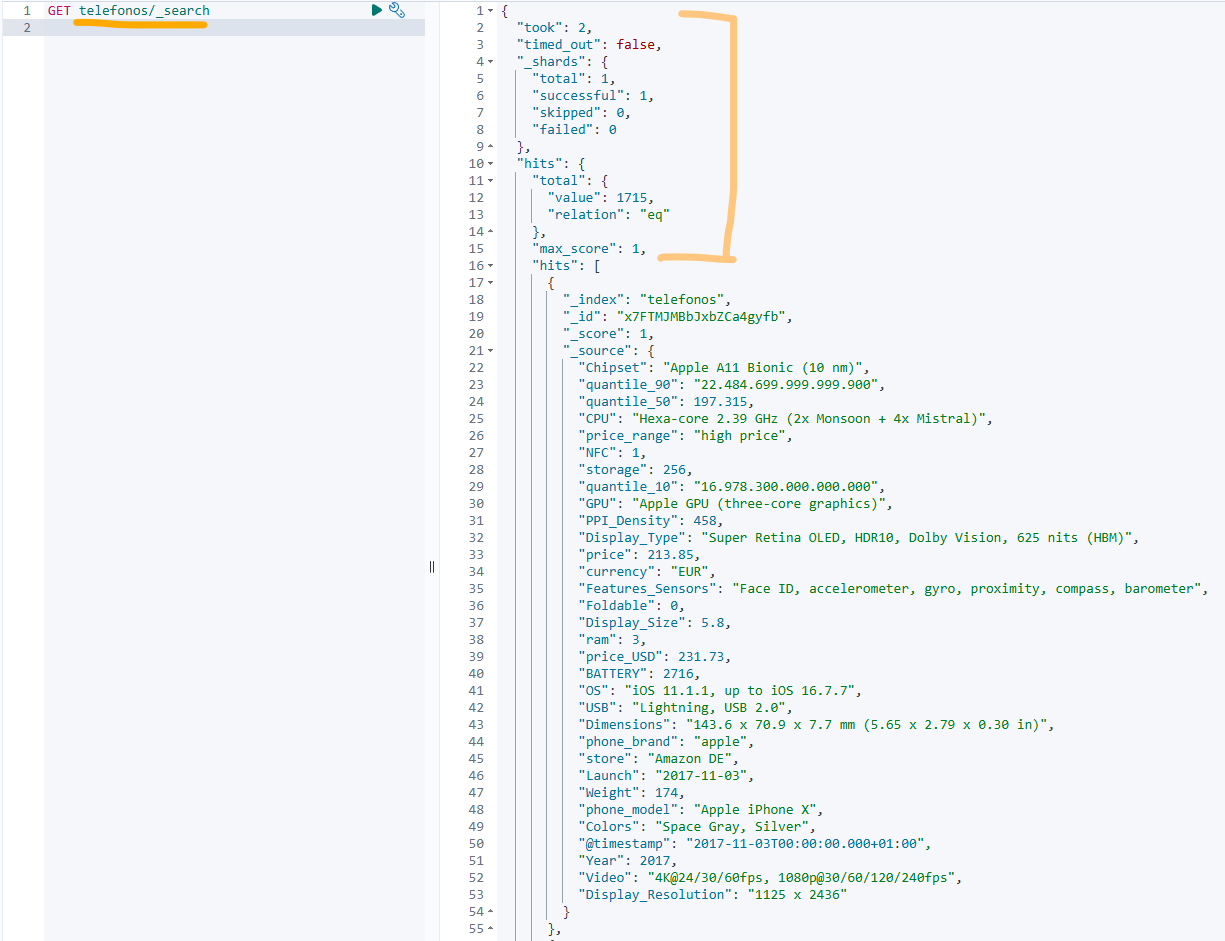 1 GET telefonos/_search
2
1 {
2 "took": 2,
3 "timed_out": false,
4 "_shards": {
5 "total": 1,
6 "successful": 1,
7 "skipped": 0,
8 "failed": 0
9 },
10 "hits": {
11 "total": {
12 "value": 1715,
13 "relation": "eq"
14 },
15 "max_score": 1,
16 "hits": [
17 {
18 "_index": "telefonos",
19 "_id": "x7FTMJMBbJxbZCa4gyfb",
20 "_score": 1,
21 "_source": {
22 "Chipset": "Apple A11 Bionic (10 nm)",
23 "quantile_90": "22.484.699.999.999.900",
24 "quantile_50": 197.315,
25 "CPU": "Hexa-core 2.39 GHz (2x Monsoon + 4x Mistral)",
26 "price_range": "high price",
27 "NFC": 1,
28 "storage": 256,
29 "quantile_10": "16.978.300.000.000.000",
30 "GPU": "Apple GPU (three-core graphics)",
31 "PPI_Density": 458,
32 "Display_Type": "Super Retina OLED, HDR10, Dolby Vision, 625 nits (HBM)",
33 "price": 213.85,
34 "currency": "EUR",
35 "Features_Sensors": "Face ID, accelerometer, gyro, proximity, compass, barometer",
36 "Foldable": 0,
37 "Display_Size": 5.8,
38 "ram": 3,
39 "price_USD": 231.73,
40 "BATTERY": 2716,
41 "OS": "iOS 11.1.1, up to iOS 16.7.7",
42 "USB": "Lightning, USB 2.0",
43 "Dimensions": "143.6 x 70.9 x 7.7 mm (5.65 x 2.79 x 0.30 in)",
44 "phone_brand": "apple",
45 "store": "Amazon DE",
46 "Launch": "2017-11-03",
47 "Weight": 174,
48 "phone_model": "Apple iPhone X",
49 "Colors": "Space Gray, Silver",
50 "@timestamp": "2017-11-03T00:00:00.000+01:00",
51 "Year": 2017,
52 "Video": "4K@24/30/60fps, 1080p@30/60/120/240fps",
53 "Display_Resolution": "1125 x 2436"
54 }
55 },